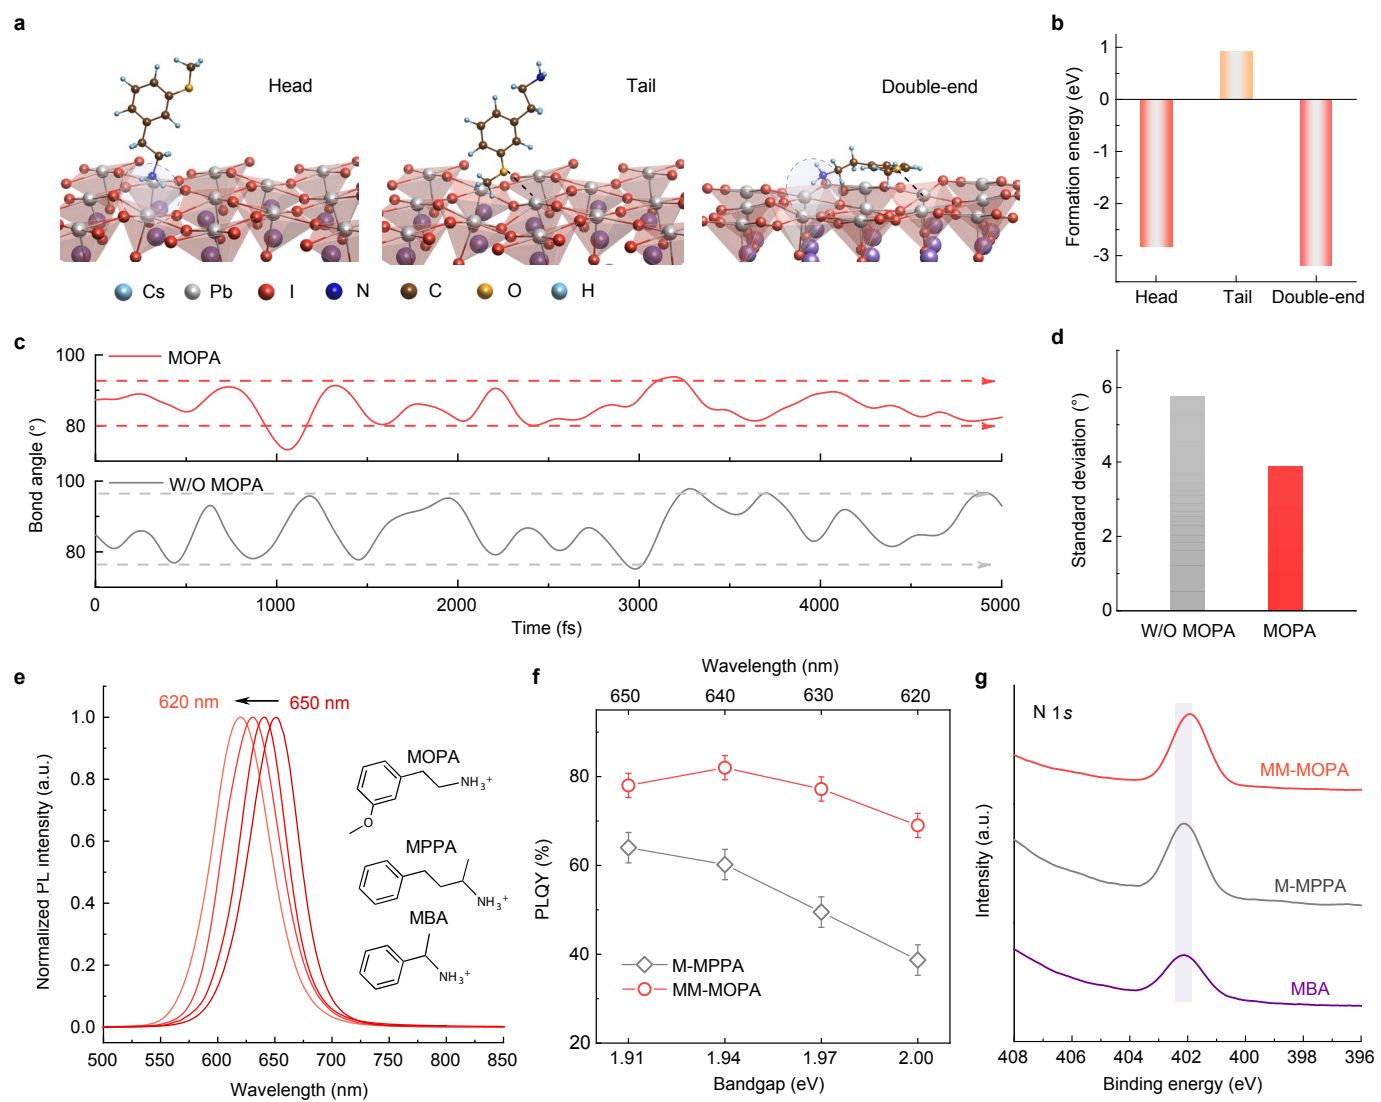 a
Head
Tail
Double-end
Cs
Pb
I
N
C
O
H
b
Formation energy (eV)
1
0
-1
-2
-3
Head
Tail
Double-end
c
Bond angle (°)
100
80
MOPA
100
80
W/O MOPA
0
1000
2000
3000
4000
5000
Time (fs)
d
Standard deviation (°)
6
4
2
0
W/O MOPA
MOPA
e
620 nm
650 nm
Normalized PL intensity (a.u.)
1.0
0.8
0.6
0.4
0.2
0.0
MOPA
NH3+
O
MPPA
NH3+
MBA
NH3+
500
550
600
650
700
750
800
850
Wavelength (nm)
f
Wavelength (nm)
650
640
630
620
PLQY (%)
80
60
40
20
M-MPPA
MM-MOPA
1.91
1.94
1.97
2.00
Bandgap (eV)
g
N 1s
Intensity (a.u.)
MM-MOPA
M-MPPA
MBA
408
406
404
402
400
398
396
Binding energy (eV)